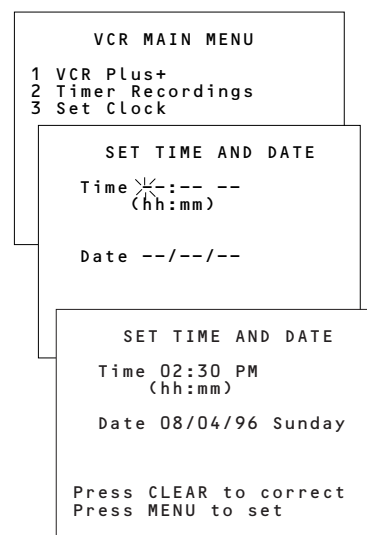 VCR MAIN MENU
1 VCR Plus+
2 Timer Recordings
3 Set Clock
SET TIME AND DATE
Time --:-- --
(hh:mm)
Date --/--/--
SET TIME AND DATE
Time 02:30 PM
(hh:mm)
Date 08/04/96 Sunday
Press CLEAR to correct
Press MENU to set